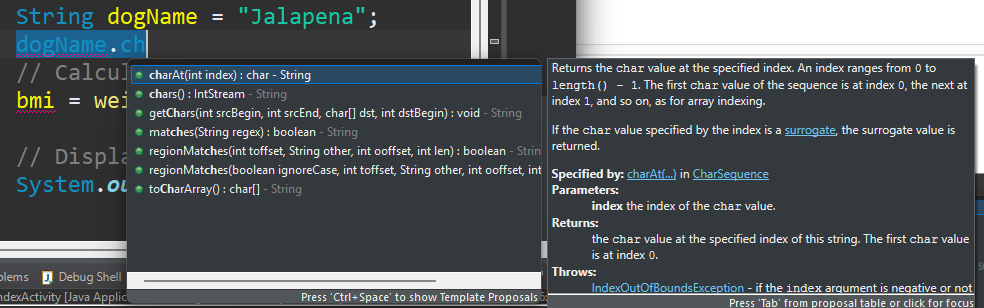 String dogName = "Jalapena";
dogName.ch
// Calcu
bmi = wei
// Displa
System.ou
charAt(int index) : char - String
chars() : IntStream - String
getChars(int srcBegin, int srcEnd, char[] dst, int dstBegin) : void - String
matches(String regex) : boolean - String
regionMatches(int toffset, String other, int ooffset, int len) : boolean - String
regionMatches(boolean ignoreCase, int toffset, String other, int ooffset, int
toCharArray() : char[] - String
Press 'Ctrl+Space' to show Template Proposals
Returns the char value at the specified index. An index ranges from 0 to
length() - 1. The first char value of the sequence is at index 0, the next at
index 1, and so on, as for array indexing.
If the char value specified by the index is a surrogate, the surrogate value is
returned.
Specified by: charAt(...) in CharSequence
Parameters:
index the index of the char value.
Returns:
the char value at the specified index of this string. The first char value
is at index 0.
Throws:
IndexOutOfBoundsException - if the index argument is negative or not
Press 'Tab' from proposal table or click for focus
blems Debug Shell
ndexActivity [Java Applic